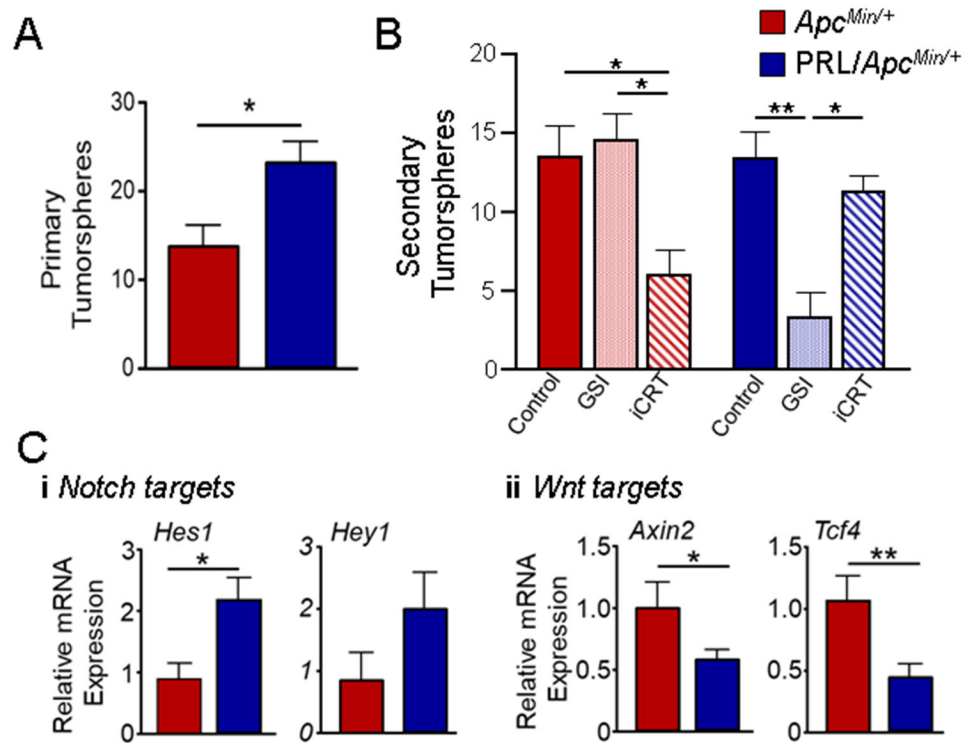 A
B
Apc^Min/+
PRL/Apc^Min/+
Primary
Tumorspheres
30
20
10
0
*
Secondary
Tumorspheres
20
15
10
5
0
*
*
**
*
Control
GSI
iCRT
Control
GSI
iCRT
C
i Notch targets
ii Wnt targets
Relative mRNA
Expression
Hes1
3
2
1
0
*
Hey1
3
2
1
0
Relative mRNA
Expression
Axin2
1.5
1.0
0.5
0
*
Tcf4
1.5
1.0
0.5
0
**